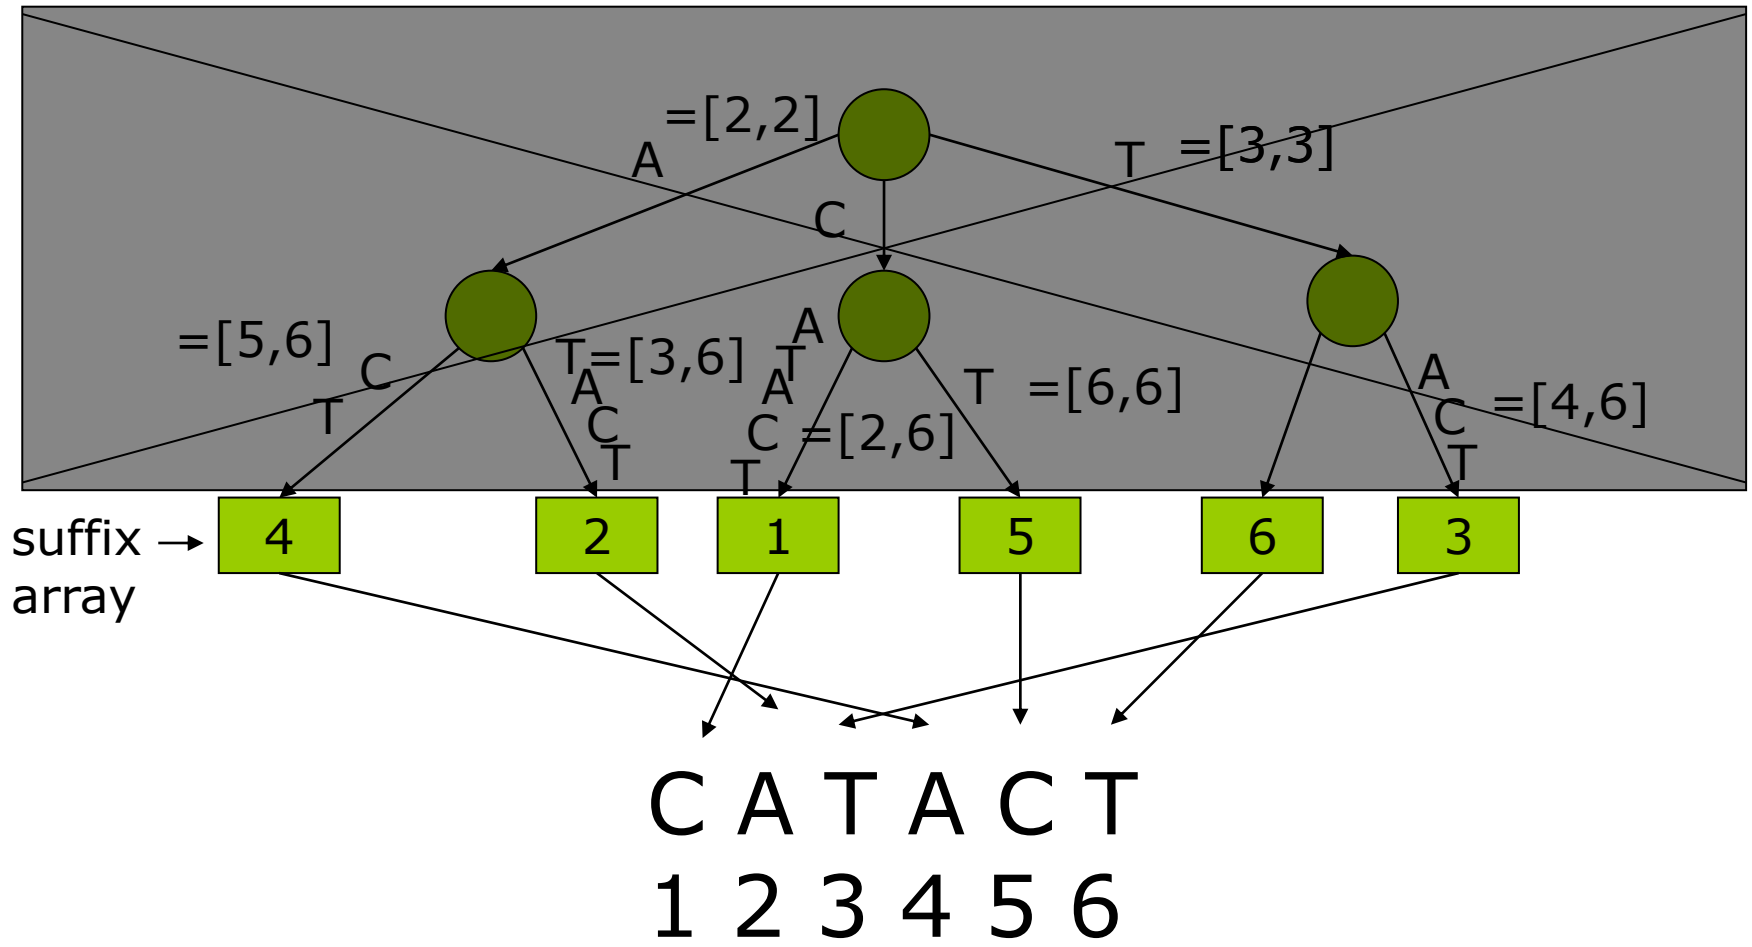 =[2,2]
A
T =[3,3]
C
=[5,6]
C
T
T=[3,6]
A
C
T
A
T
A
C =[2,6]
T
T =[6,6]
A
C =[4,6]
T
suffix
array
4 2 1 5 6 3
C A T A C T
1 2 3 4 5 6